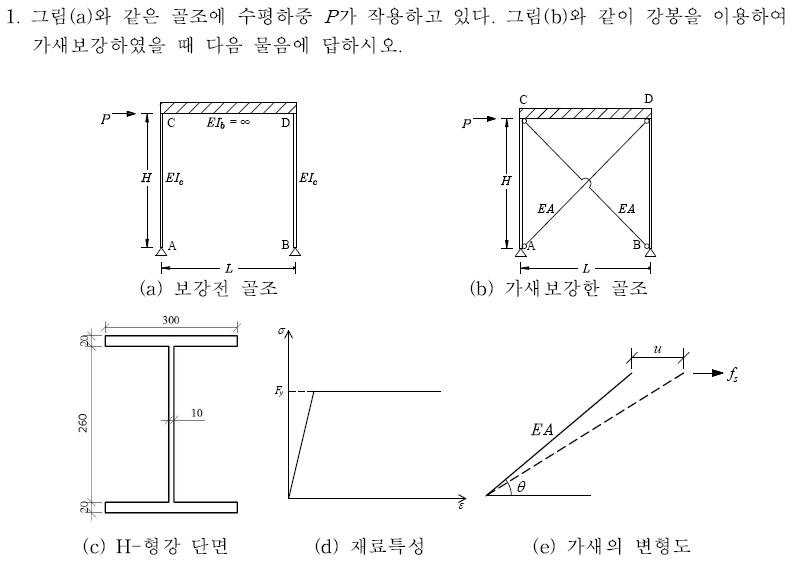 1. 그림(a)와 같은 골조에 수평하중 P가 작용하고 있다. 그림(b)와 같이 강봉을 이용하여
가새보강하였을 때 다음 물음에 답하시오.
P
C
EI_b = ∞
D
H
EI_c
EI_c
A
B
L
(a) 보강전 골조
C
D
P
H
EA
EA
A
B
L
(b) 가새보강한 골조
300
20
260
10
20
(c) H-형강 단면
σ
F_y
ε
(d) 재료특성
u
f_s
EA
θ
(e) 가새의 변형도